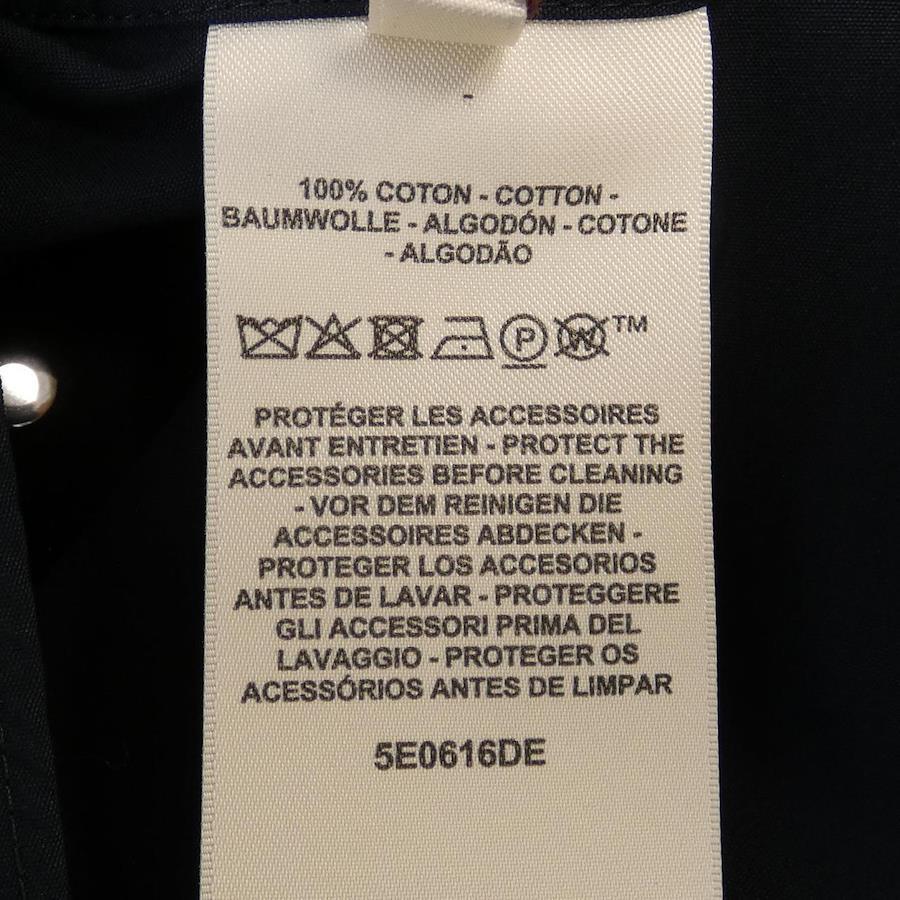 -
100% COTON - COTTON -
BAUMWOLLE - ALGODÓN - COTONE
- ALGODÃO
P W TM
PROTÉGER LES ACCESSOIRES
AVANT ENTRETIEN - PROTECT THE
ACCESSORIES BEFORE CLEANING
- VOR DEM REINIGEN DIE
ACCESSOIRES ABDECKEN -
PROTEGER LOS ACCESORIOS
ANTES DE LAVAR - PROTEGGERE
GLI ACCESSORI PRIMA DEL
LAVAGGIO - PROTEGER OS
ACESSÓRIOS ANTES DE LIMPAR
5E0616DE